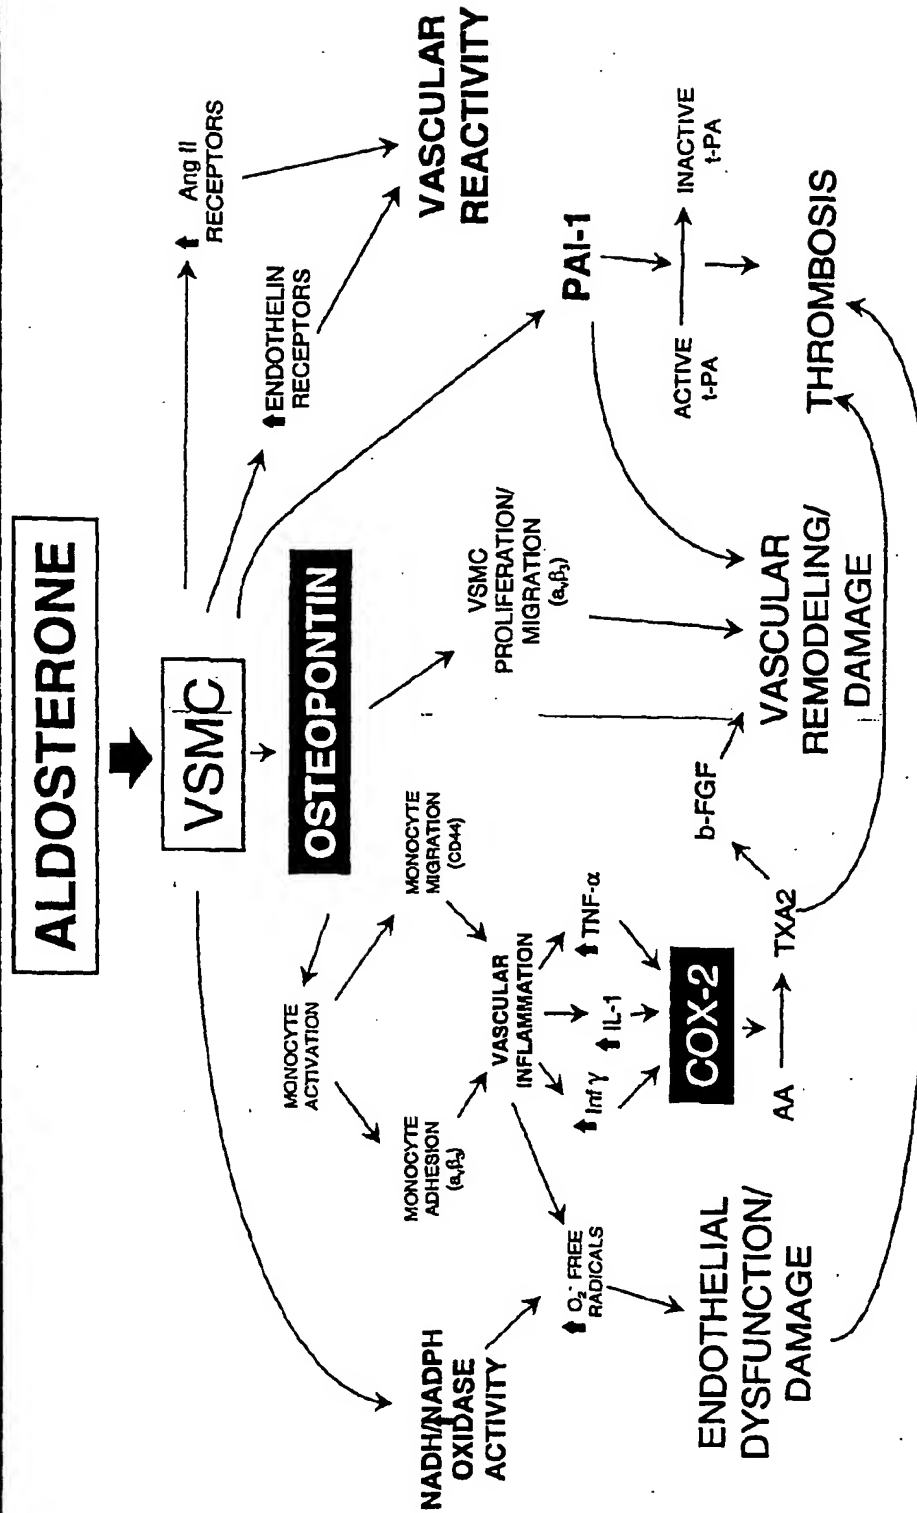 ALDOSTERONE
VSMC
OSTEOPONTIN
⬆ Ang II
RECEPTORS
⬆ENDOTHELIN
RECEPTORS
VASCULAR
REACTIVITY
MONOCYTE
ACTIVATION
MONOCYTE
ADHESION
(αᵥβ₃)
MONOCYTE
MIGRATION
(CD44)
VSMC
PROLIFERATION/
MIGRATION
(αᵥβ₃)
NADH/NADPH
OXIDASE
ACTIVITY
VASCULAR
INFLAMMATION
⬆ O₂⁻ FREE
RADICALS
⬆Inf γ
⬆IL-1
⬆TNF-α
PAI-1
COX-2
ACTIVE
t-PA
INACTIVE
t-PA
b-FGF
AA
TXA2
ENDOTHELIAL
DYSFUNCTION/
DAMAGE
VASCULAR
REMODELING/
DAMAGE
THROMBOSIS